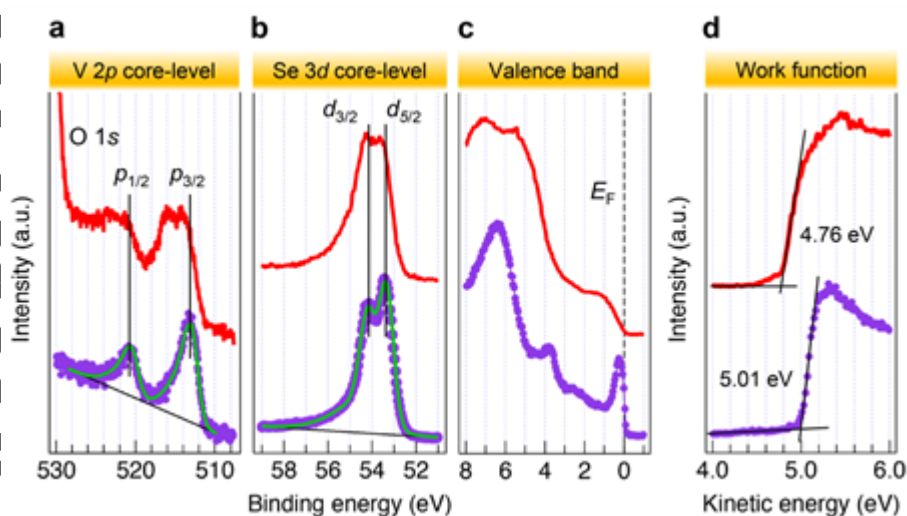 a b c d
V 2p core-level Se 3d core-level Valence band Work function
O 1s
p1/2 p3/2
d3/2 d5/2
EF
4.76 eV
5.01 eV
Intensity (a.u.) Intensity (a.u.)
530 520 510 58 56 54 52 8 6 4 2 0 4.0 5.0 6.0
Binding energy (eV) Kinetic energy (eV)